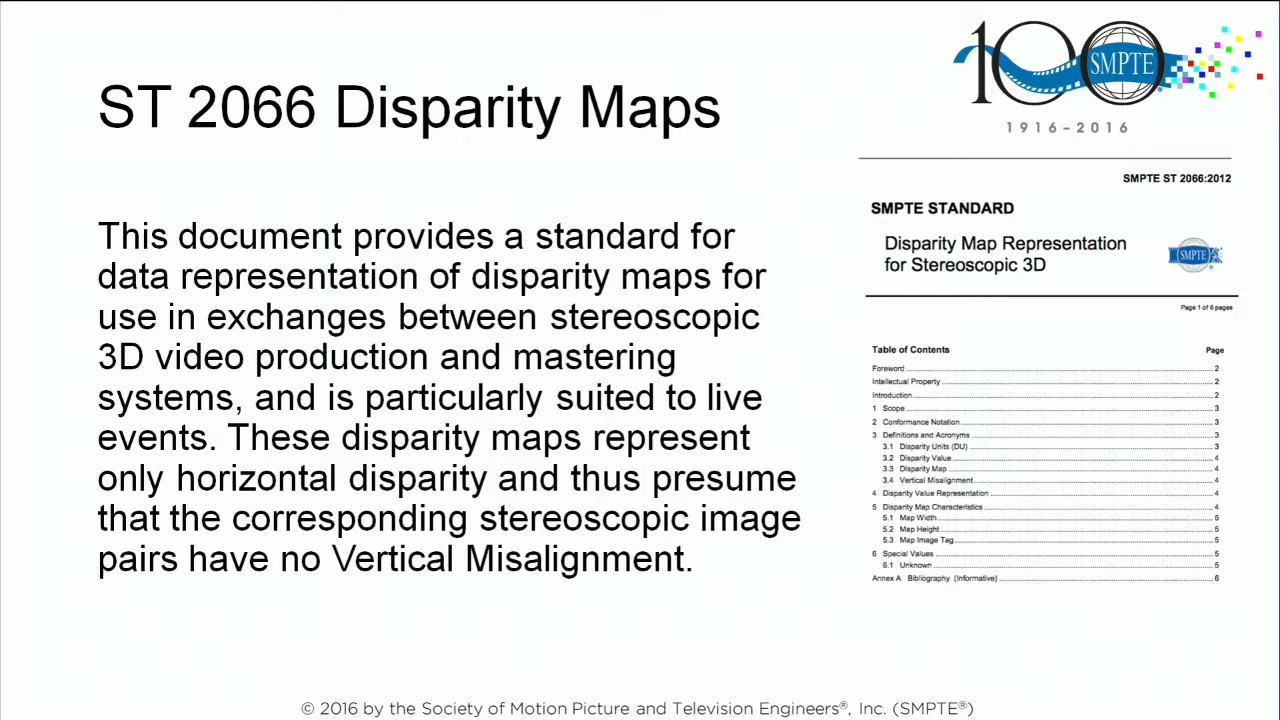 ST 2066 Disparity Maps
This document provides a standard for
data representation of disparity maps for
use in exchanges between stereoscopic
3D video production and mastering
systems, and is particularly suited to live
events. These disparity maps represent
only horizontal disparity and thus presume
that the corresponding stereoscopic image
pairs have no Vertical Misalignment.
100 SMPTE
1916-2016
SMPTE ST 2066:2012
SMPTE STANDARD
Disparity Map Representation
for Stereoscopic 3D
SMPTE
Page 1 of 6 pages
Table of Contents Page
Foreword 2
Intellectual Property 2
Introduction 2
1 Scope 3
2 Conformance Notation 3
3 Definitions and Acronyms 3
3.1 Disparity Units (DU) 3
3.2 Disparity Value 4
3.3 Disparity Map 4
3.4 Vertical Misalignment 4
4 Disparity Value Representation 4
5 Disparity Map Characteristics 4
5.1 Map Width 5
5.2 Map Height 5
5.3 Map Image Tag 5
6 Special Values 5
6.1 Unknown 5
Annex A Bibliography (Informative) 6
© 2016 by the Society of Motion Picture and Television Engineers®, Inc. (SMPTE®)